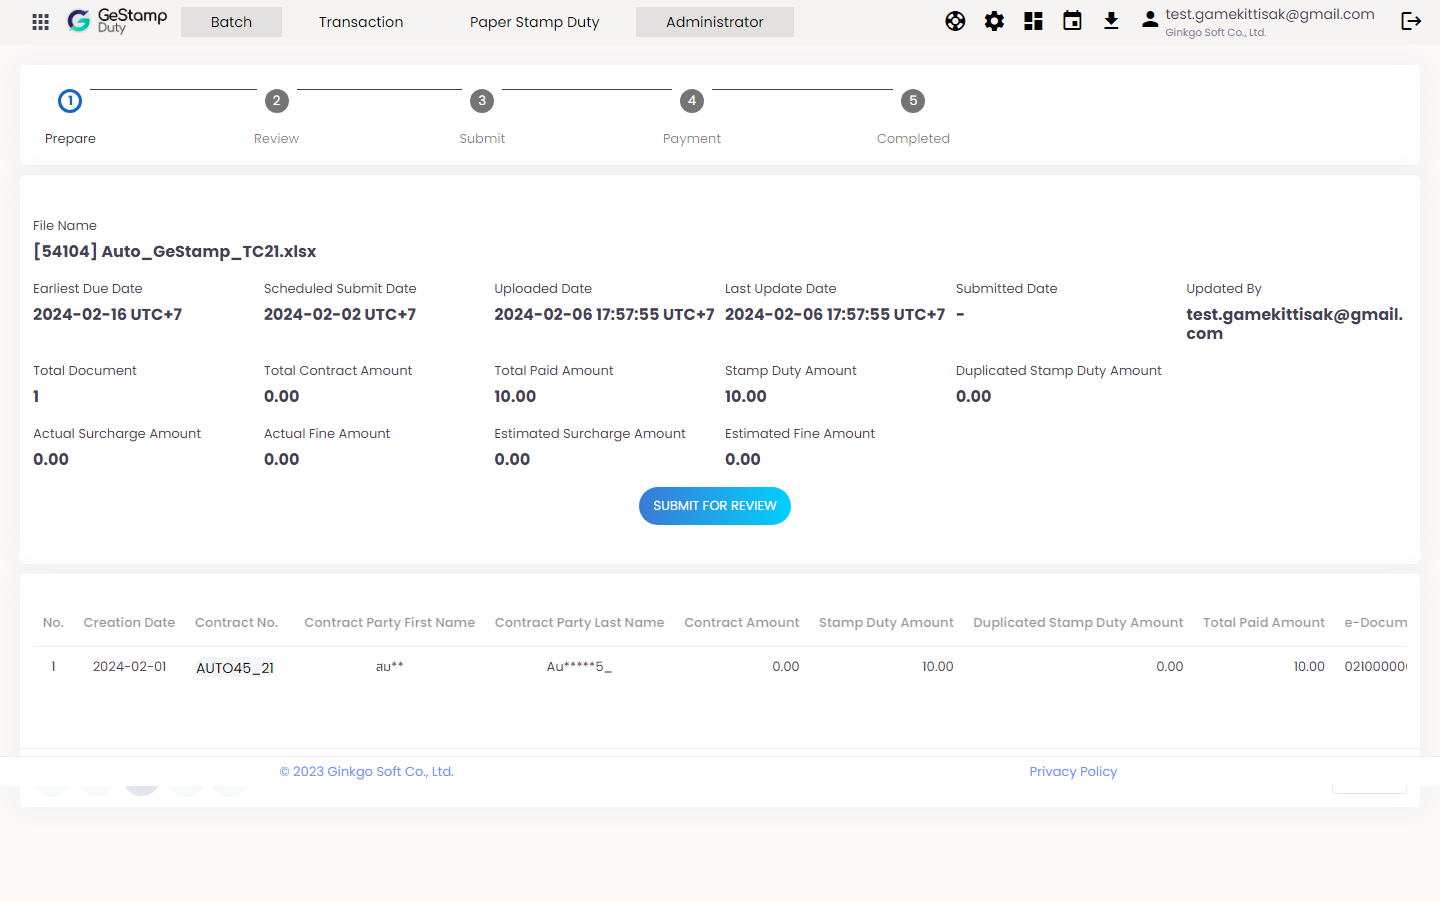 GeStamp
Duty
Batch
Transaction
Paper Stamp Duty
Administrator
test.gamekittisak@gmail.com
Ginkgo Soft Co., Ltd.
1
2
3
4
5
Prepare
Review
Submit
Payment
Completed
File Name
[54104] Auto_GeStamp_TC21.xlsx
Earliest Due Date
Scheduled Submit Date
Uploaded Date
Last Update Date
Submitted Date
Updated By
2024-02-16 UTC+7
2024-02-02 UTC+7
2024-02-06 17:57:55 UTC+7
2024-02-06 17:57:55 UTC+7
-
test.gamekittisak@gmail.
com
Total Document
Total Contract Amount
Total Paid Amount
Stamp Duty Amount
Duplicated Stamp Duty Amount
1
0.00
10.00
10.00
0.00
Actual Surcharge Amount
Actual Fine Amount
Estimated Surcharge Amount
Estimated Fine Amount
0.00
0.00
0.00
0.00
SUBMIT FOR REVIEW
No.
Creation Date
Contract No.
Contract Party First Name
Contract Party Last Name
Contract Amount
Stamp Duty Amount
Duplicated Stamp Duty Amount
Total Paid Amount
e-Docum
1
2024-02-01
AUTO45_21
สม**
Au*****5_
0.00
10.00
0.00
10.00
02100000
© 2023 Ginkgo Soft Co., Ltd.
Privacy Policy